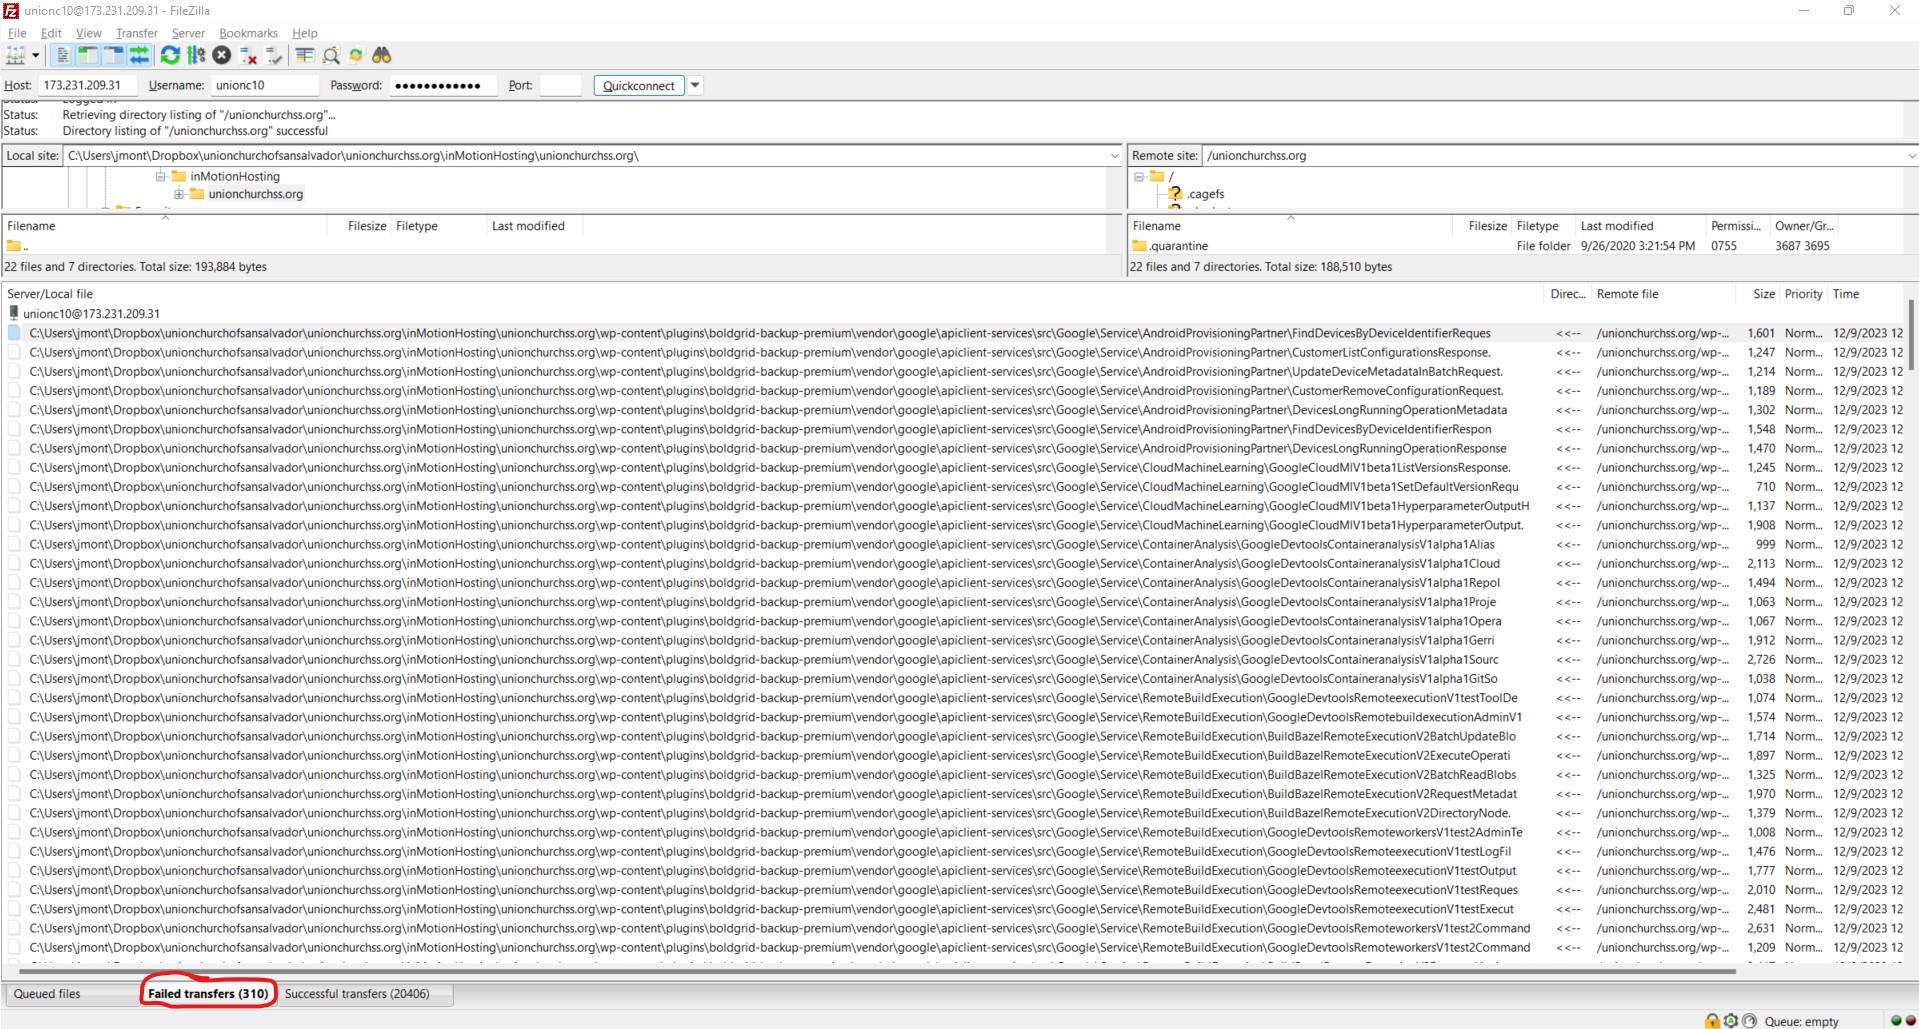 unionc10@173.231.209.31 - FileZilla
File Edit View Transfer Server Bookmarks Help
Host: 173.231.209.31 Username: unionc10 Password: ●●●●●●●●●●●● Port: Quickconnect
Status: Logged in
Status: Retrieving directory listing of "/unionchurchss.org"...
Status: Directory listing of "/unionchurchss.org" successful
Local site: C:\Users\jmont\Dropbox\unionchurchofsansalvador\unionchurchss.org\inMotionHosting\unionchurchss.org\
inMotionHosting
unionchurchss.org
Remote site: /unionchurchss.org
/
.cagefs
Filename Filesize Filetype Last modified
..
22 files and 7 directories. Total size: 193,884 bytes
Filename Filesize Filetype Last modified Permissi... Owner/Gr...
.quarantine File folder 9/26/2020 3:21:54 PM 0755 3687 3695
22 files and 7 directories. Total size: 188,510 bytes
Server/Local file Direc... Remote file Size Priority Time
unionc10@173.231.209.31
C:\Users\jmont\Dropbox\unionchurchofsansalvador\unionchurchss.org\inMotionHosting\unionchurchss.org\wp-content\plugins\boldgrid-backup-premium\vendor\google\apiclient-services\src\Google\Service\AndroidProvisioningPartner\FindDevicesByDeviceIdentifierReques <<-- /unionchurchss.org/wp-... 1,601 Norm... 12/9/2023 12
C:\Users\jmont\Dropbox\unionchurchofsansalvador\unionchurchss.org\inMotionHosting\unionchurchss.org\wp-content\plugins\boldgrid-backup-premium\vendor\google\apiclient-services\src\Google\Service\AndroidProvisioningPartner\CustomerListConfigurationsResponse. <<-- /unionchurchss.org/wp-... 1,247 Norm... 12/9/2023 12
C:\Users\jmont\Dropbox\unionchurchofsansalvador\unionchurchss.org\inMotionHosting\unionchurchss.org\wp-content\plugins\boldgrid-backup-premium\vendor\google\apiclient-services\src\Google\Service\AndroidProvisioningPartner\UpdateDeviceMetadataInBatchRequest. <<-- /unionchurchss.org/wp-... 1,214 Norm... 12/9/2023 12
C:\Users\jmont\Dropbox\unionchurchofsansalvador\unionchurchss.org\inMotionHosting\unionchurchss.org\wp-content\plugins\boldgrid-backup-premium\vendor\google\apiclient-services\src\Google\Service\AndroidProvisioningPartner\CustomerRemoveConfigurationRequest. <<-- /unionchurchss.org/wp-... 1,189 Norm... 12/9/2023 12
C:\Users\jmont\Dropbox\unionchurchofsansalvador\unionchurchss.org\inMotionHosting\unionchurchss.org\wp-content\plugins\boldgrid-backup-premium\vendor\google\apiclient-services\src\Google\Service\AndroidProvisioningPartner\DevicesLongRunningOperationMetadata <<-- /unionchurchss.org/wp-... 1,302 Norm... 12/9/2023 12
C:\Users\jmont\Dropbox\unionchurchofsansalvador\unionchurchss.org\inMotionHosting\unionchurchss.org\wp-content\plugins\boldgrid-backup-premium\vendor\google\apiclient-services\src\Google\Service\AndroidProvisioningPartner\FindDevicesByDeviceIdentifierRespon <<-- /unionchurchss.org/wp-... 1,548 Norm... 12/9/2023 12
C:\Users\jmont\Dropbox\unionchurchofsansalvador\unionchurchss.org\inMotionHosting\unionchurchss.org\wp-content\plugins\boldgrid-backup-premium\vendor\google\apiclient-services\src\Google\Service\AndroidProvisioningPartner\DevicesLongRunningOperationResponse <<-- /unionchurchss.org/wp-... 1,470 Norm... 12/9/2023 12
C:\Users\jmont\Dropbox\unionchurchofsansalvador\unionchurchss.org\inMotionHosting\unionchurchss.org\wp-content\plugins\boldgrid-backup-premium\vendor\google\apiclient-services\src\Google\Service\CloudMachineLearning\GoogleCloudMlV1beta1ListVersionsResponse. <<-- /unionchurchss.org/wp-... 1,245 Norm... 12/9/2023 12
C:\Users\jmont\Dropbox\unionchurchofsansalvador\unionchurchss.org\inMotionHosting\unionchurchss.org\wp-content\plugins\boldgrid-backup-premium\vendor\google\apiclient-services\src\Google\Service\CloudMachineLearning\GoogleCloudMlV1beta1SetDefaultVersionRequ <<-- /unionchurchss.org/wp-... 710 Norm... 12/9/2023 12
C:\Users\jmont\Dropbox\unionchurchofsansalvador\unionchurchss.org\inMotionHosting\unionchurchss.org\wp-content\plugins\boldgrid-backup-premium\vendor\google\apiclient-services\src\Google\Service\CloudMachineLearning\GoogleCloudMlV1beta1HyperparameterOutputH <<-- /unionchurchss.org/wp-... 1,137 Norm... 12/9/2023 12
C:\Users\jmont\Dropbox\unionchurchofsansalvador\unionchurchss.org\inMotionHosting\unionchurchss.org\wp-content\plugins\boldgrid-backup-premium\vendor\google\apiclient-services\src\Google\Service\CloudMachineLearning\GoogleCloudMlV1beta1HyperparameterOutput. <<-- /unionchurchss.org/wp-... 1,908 Norm... 12/9/2023 12
C:\Users\jmont\Dropbox\unionchurchofsansalvador\unionchurchss.org\inMotionHosting\unionchurchss.org\wp-content\plugins\boldgrid-backup-premium\vendor\google\apiclient-services\src\Google\Service\ContainerAnalysis\GoogleDevtoolsContaineranalysisV1alpha1Alias <<-- /unionchurchss.org/wp-... 999 Norm... 12/9/2023 12
C:\Users\jmont\Dropbox\unionchurchofsansalvador\unionchurchss.org\inMotionHosting\unionchurchss.org\wp-content\plugins\boldgrid-backup-premium\vendor\google\apiclient-services\src\Google\Service\ContainerAnalysis\GoogleDevtoolsContaineranalysisV1alpha1Cloud <<-- /unionchurchss.org/wp-... 2,113 Norm... 12/9/2023 12
C:\Users\jmont\Dropbox\unionchurchofsansalvador\unionchurchss.org\inMotionHosting\unionchurchss.org\wp-content\plugins\boldgrid-backup-premium\vendor\google\apiclient-services\src\Google\Service\ContainerAnalysis\GoogleDevtoolsContaineranalysisV1alpha1RepoI <<-- /unionchurchss.org/wp-... 1,494 Norm... 12/9/2023 12
C:\Users\jmont\Dropbox\unionchurchofsansalvador\unionchurchss.org\inMotionHosting\unionchurchss.org\wp-content\plugins\boldgrid-backup-premium\vendor\google\apiclient-services\src\Google\Service\ContainerAnalysis\GoogleDevtoolsContaineranalysisV1alpha1Proje <<-- /unionchurchss.org/wp-... 1,063 Norm... 12/9/2023 12
C:\Users\jmont\Dropbox\unionchurchofsansalvador\unionchurchss.org\inMotionHosting\unionchurchss.org\wp-content\plugins\boldgrid-backup-premium\vendor\google\apiclient-services\src\Google\Service\ContainerAnalysis\GoogleDevtoolsContaineranalysisV1alpha1Opera <<-- /unionchurchss.org/wp-... 1,067 Norm... 12/9/2023 12
C:\Users\jmont\Dropbox\unionchurchofsansalvador\unionchurchss.org\inMotionHosting\unionchurchss.org\wp-content\plugins\boldgrid-backup-premium\vendor\google\apiclient-services\src\Google\Service\ContainerAnalysis\GoogleDevtoolsContaineranalysisV1alpha1Gerri <<-- /unionchurchss.org/wp-... 1,912 Norm... 12/9/2023 12
C:\Users\jmont\Dropbox\unionchurchofsansalvador\unionchurchss.org\inMotionHosting\unionchurchss.org\wp-content\plugins\boldgrid-backup-premium\vendor\google\apiclient-services\src\Google\Service\ContainerAnalysis\GoogleDevtoolsContaineranalysisV1alpha1Sourc <<-- /unionchurchss.org/wp-... 2,726 Norm... 12/9/2023 12
C:\Users\jmont\Dropbox\unionchurchofsansalvador\unionchurchss.org\inMotionHosting\unionchurchss.org\wp-content\plugins\boldgrid-backup-premium\vendor\google\apiclient-services\src\Google\Service\ContainerAnalysis\GoogleDevtoolsContaineranalysisV1alpha1GitSo <<-- /unionchurchss.org/wp-... 1,038 Norm... 12/9/2023 12
C:\Users\jmont\Dropbox\unionchurchofsansalvador\unionchurchss.org\inMotionHosting\unionchurchss.org\wp-content\plugins\boldgrid-backup-premium\vendor\google\apiclient-services\src\Google\Service\RemoteBuildExecution\GoogleDevtoolsRemoteexecutionV1testToolDe <<-- /unionchurchss.org/wp-... 1,074 Norm... 12/9/2023 12
C:\Users\jmont\Dropbox\unionchurchofsansalvador\unionchurchss.org\inMotionHosting\unionchurchss.org\wp-content\plugins\boldgrid-backup-premium\vendor\google\apiclient-services\src\Google\Service\RemoteBuildExecution\GoogleDevtoolsRemotebuildexecutionAdminV1 <<-- /unionchurchss.org/wp-... 1,574 Norm... 12/9/2023 12
C:\Users\jmont\Dropbox\unionchurchofsansalvador\unionchurchss.org\inMotionHosting\unionchurchss.org\wp-content\plugins\boldgrid-backup-premium\vendor\google\apiclient-services\src\Google\Service\RemoteBuildExecution\BuildBazelRemoteExecutionV2BatchUpdateBlo <<-- /unionchurchss.org/wp-... 1,714 Norm... 12/9/2023 12
C:\Users\jmont\Dropbox\unionchurchofsansalvador\unionchurchss.org\inMotionHosting\unionchurchss.org\wp-content\plugins\boldgrid-backup-premium\vendor\google\apiclient-services\src\Google\Service\RemoteBuildExecution\BuildBazelRemoteExecutionV2ExecuteOperati <<-- /unionchurchss.org/wp-... 1,897 Norm... 12/9/2023 12
C:\Users\jmont\Dropbox\unionchurchofsansalvador\unionchurchss.org\inMotionHosting\unionchurchss.org\wp-content\plugins\boldgrid-backup-premium\vendor\google\apiclient-services\src\Google\Service\RemoteBuildExecution\BuildBazelRemoteExecutionV2BatchReadBlobs <<-- /unionchurchss.org/wp-... 1,325 Norm... 12/9/2023 12
C:\Users\jmont\Dropbox\unionchurchofsansalvador\unionchurchss.org\inMotionHosting\unionchurchss.org\wp-content\plugins\boldgrid-backup-premium\vendor\google\apiclient-services\src\Google\Service\RemoteBuildExecution\BuildBazelRemoteExecutionV2RequestMetadat <<-- /unionchurchss.org/wp-... 1,970 Norm... 12/9/2023 12
C:\Users\jmont\Dropbox\unionchurchofsansalvador\unionchurchss.org\inMotionHosting\unionchurchss.org\wp-content\plugins\boldgrid-backup-premium\vendor\google\apiclient-services\src\Google\Service\RemoteBuildExecution\BuildBazelRemoteExecutionV2DirectoryNode. <<-- /unionchurchss.org/wp-... 1,379 Norm... 12/9/2023 12
C:\Users\jmont\Dropbox\unionchurchofsansalvador\unionchurchss.org\inMotionHosting\unionchurchss.org\wp-content\plugins\boldgrid-backup-premium\vendor\google\apiclient-services\src\Google\Service\RemoteBuildExecution\GoogleDevtoolsRemoteworkersV1test2AdminTe <<-- /unionchurchss.org/wp-... 1,008 Norm... 12/9/2023 12
C:\Users\jmont\Dropbox\unionchurchofsansalvador\unionchurchss.org\inMotionHosting\unionchurchss.org\wp-content\plugins\boldgrid-backup-premium\vendor\google\apiclient-services\src\Google\Service\RemoteBuildExecution\GoogleDevtoolsRemoteexecutionV1testLogFil <<-- /unionchurchss.org/wp-... 1,476 Norm... 12/9/2023 12
C:\Users\jmont\Dropbox\unionchurchofsansalvador\unionchurchss.org\inMotionHosting\unionchurchss.org\wp-content\plugins\boldgrid-backup-premium\vendor\google\apiclient-services\src\Google\Service\RemoteBuildExecution\GoogleDevtoolsRemoteexecutionV1testOutput <<-- /unionchurchss.org/wp-... 1,777 Norm... 12/9/2023 12
C:\Users\jmont\Dropbox\unionchurchofsansalvador\unionchurchss.org\inMotionHosting\unionchurchss.org\wp-content\plugins\boldgrid-backup-premium\vendor\google\apiclient-services\src\Google\Service\RemoteBuildExecution\GoogleDevtoolsRemoteexecutionV1testReques <<-- /unionchurchss.org/wp-... 2,010 Norm... 12/9/2023 12
C:\Users\jmont\Dropbox\unionchurchofsansalvador\unionchurchss.org\inMotionHosting\unionchurchss.org\wp-content\plugins\boldgrid-backup-premium\vendor\google\apiclient-services\src\Google\Service\RemoteBuildExecution\GoogleDevtoolsRemoteexecutionV1testExecut <<-- /unionchurchss.org/wp-... 2,481 Norm... 12/9/2023 12
C:\Users\jmont\Dropbox\unionchurchofsansalvador\unionchurchss.org\inMotionHosting\unionchurchss.org\wp-content\plugins\boldgrid-backup-premium\vendor\google\apiclient-services\src\Google\Service\RemoteBuildExecution\GoogleDevtoolsRemoteworkersV1test2Command <<-- /unionchurchss.org/wp-... 2,631 Norm... 12/9/2023 12
C:\Users\jmont\Dropbox\unionchurchofsansalvador\unionchurchss.org\inMotionHosting\unionchurchss.org\wp-content\plugins\boldgrid-backup-premium\vendor\google\apiclient-services\src\Google\Service\RemoteBuildExecution\GoogleDevtoolsRemoteworkersV1test2Command <<-- /unionchurchss.org/wp-... 1,209 Norm... 12/9/2023 12
Queued files Failed transfers (310) Successful transfers (20406)
Queue: empty